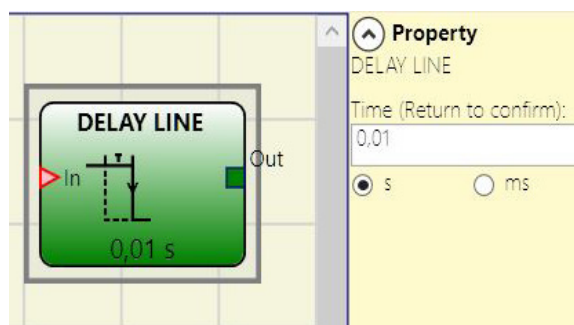 DELAY LINE
In
T
Out
0,01 s
Property
DELAY LINE
Time (Return to confirm):
0,01
s
ms